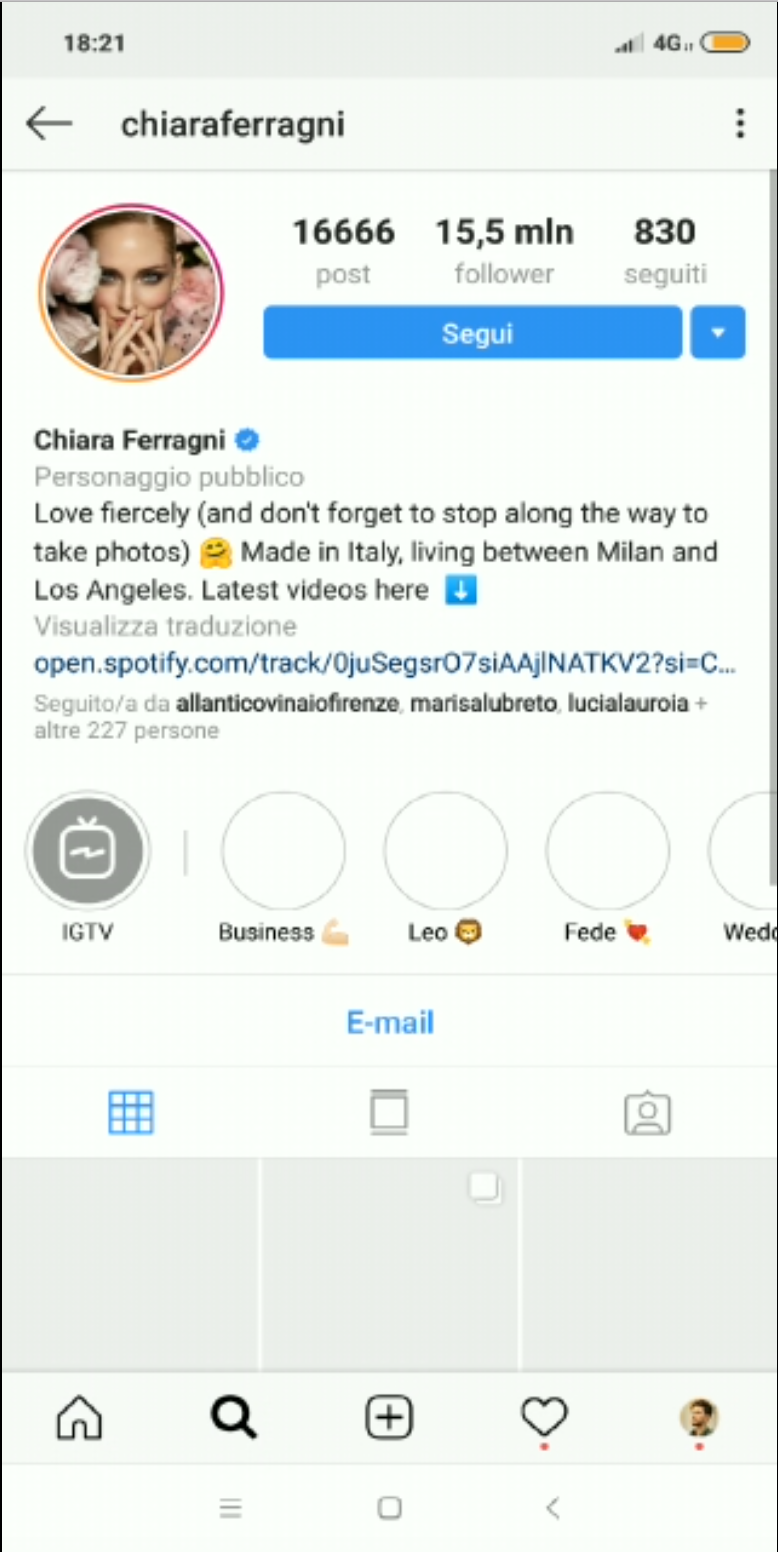 18:21
4G
chiaraferragni
16666 15,5 mln 830
post follower seguiti
Segui
Chiara Ferragni
Personaggio pubblico
Love fiercely (and don't forget to stop along the way to
take photos) 🤗 Made in Italy, living between Milan and
Los Angeles. Latest videos here ⬇️
Visualizza traduzione
open.spotify.com/track/0juSegsrO7siAAjlNATKV2?si=C...
Seguito/a da allanticovinaiofirenze, marisalubreto, lucialauroia +
altre 227 persone
IGTV Business 💪🏼 Leo 🦁 Fede 💘 Wedd
E-mail